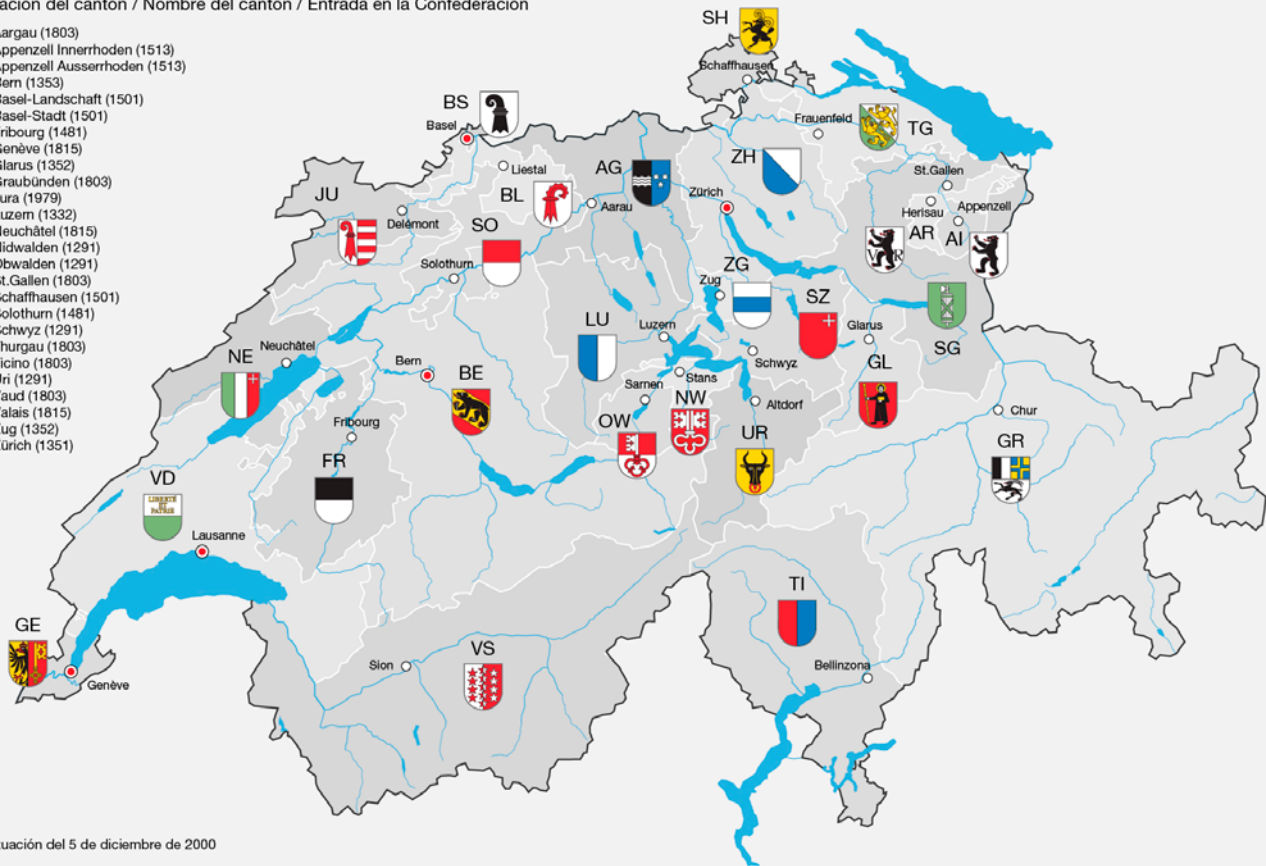 ación del cantón / Nombre del cantón / Entrada en la Confederación
argau (1803)
ppenzell Innerrhoden (1513)
ppenzell Ausserrhoden (1513)
ern (1353)
asel-Landschaft (1501)
asel-Stadt (1501)
ribourg (1481)
enève (1815)
larus (1352)
raubünden (1803)
ura (1979)
uzern (1332)
euchâtel (1815)
idwalden (1291)
bwalden (1291)
t.Gallen (1803)
chaffhausen (1501)
olothurn (1481)
chwyz (1291)
hurgau (1803)
icino (1803)
ri (1291)
aud (1803)
alais (1815)
ug (1352)
ürich (1351)
SH
Schaffhausen
BS
Basel
Frauenfeld
TG
Liestal
AG
ZH
St.Gallen
JU
BL
Aarau
Zürich
Herisau
Appenzell
Delémont
SO
AR
AI
V R
Solothurn
ZG
Zug
SZ
LU
Luzern
Glarus
NE
Neuchâtel
Bern
BE
Schwyz
GL
SG
Sarnen
Stans
NW
Altdorf
Chur
Fribourg
OW
UR
GR
FR
VD
LIBERTÉ
ET
PATRIE
Lausanne
TI
GE
Genève
Sion
VS
Bellinzona
tuación del 5 de diciembre de 2000